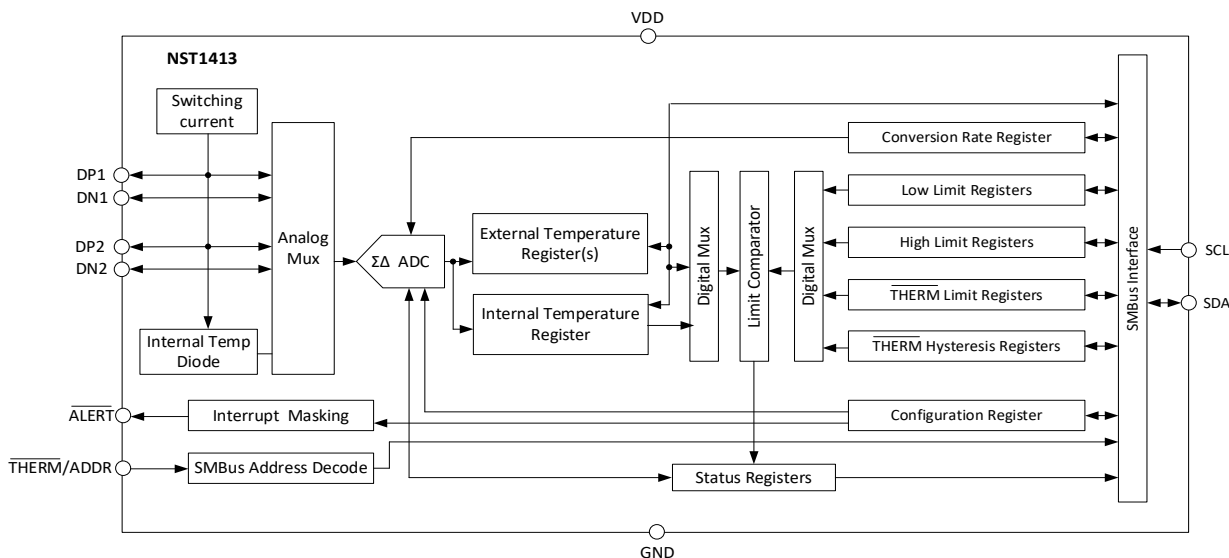 VDD
NST1413
Switching
current
DP1
DN1
DP2
DN2
Analog
Mux
Internal Temp
Diode
ΣΔ ADC
External Temperature
Register(s)
Internal Temperature
Register
Digital Mux
Limit Comparator
Digital Mux
Conversion Rate Register
Low Limit Registers
High Limit Registers
THERM Limit Registers
THERM Hysteresis Registers
Configuration Register
SMBus Interface
SCL
SDA
ALERT
Interrupt Masking
THERM/ADDR
SMBus Address Decode
Status Registers
GND